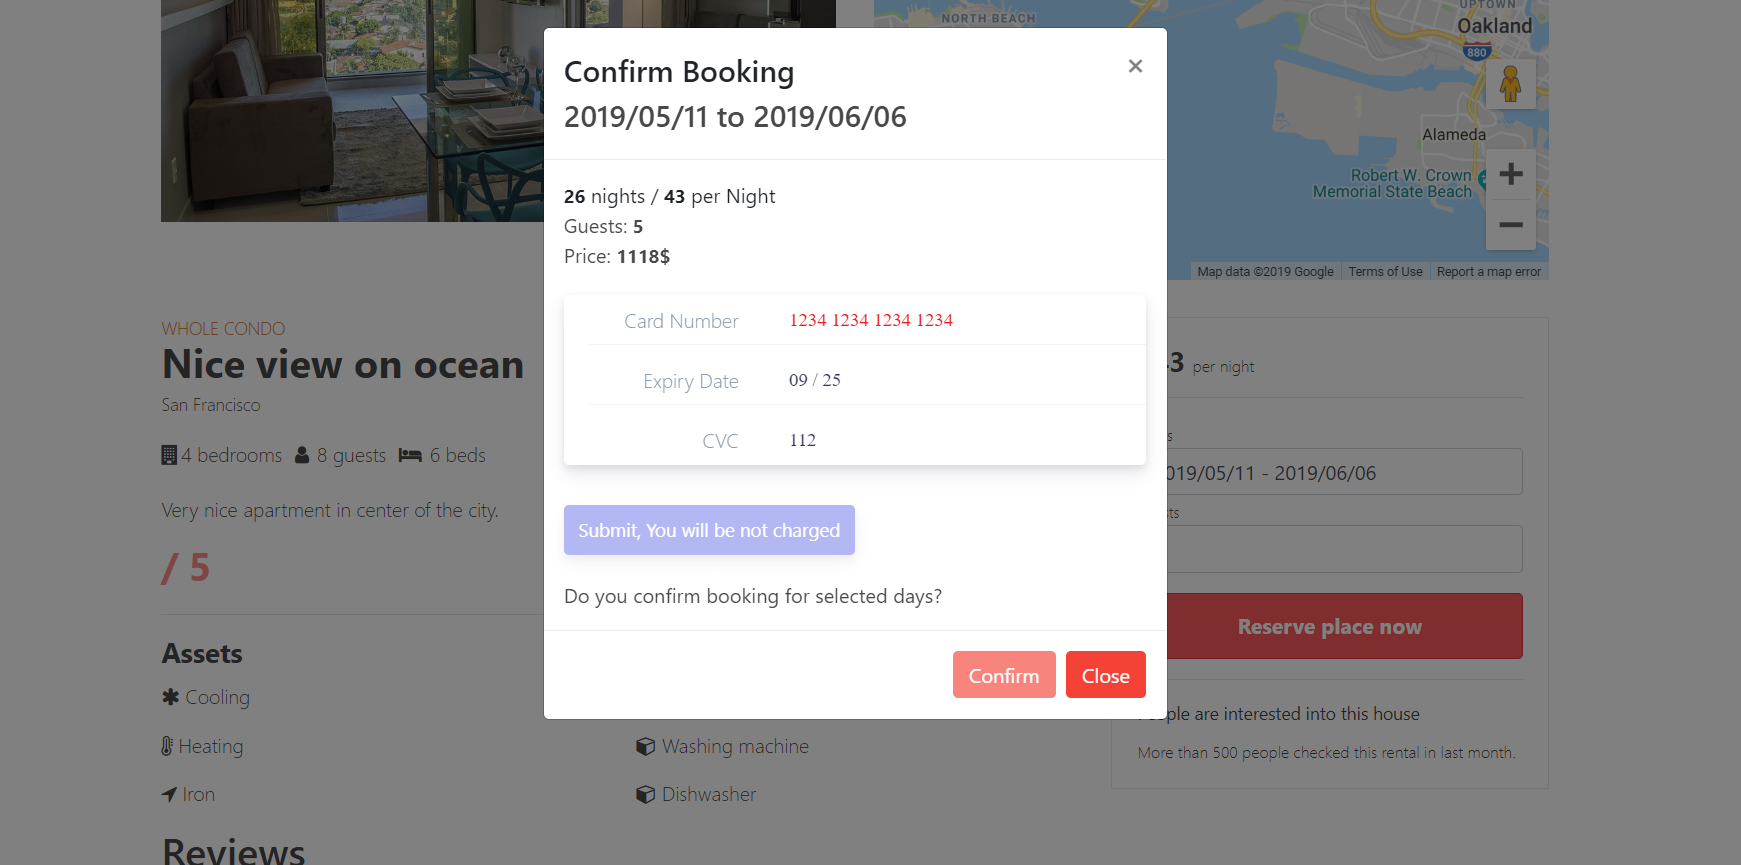 NORTH BEACH
UPTOWN
Oakland
880
Alameda
Robert W. Crown
Memorial State Beach
Map data ©2019 Google
Terms of Use
Report a map error
Confirm Booking
×
2019/05/11 to 2019/06/06
26 nights / 43 per Night
Guests: 5
Price: 1118$
Card Number 1234 1234 1234 1234
Expiry Date 09 / 25
CVC 112
Submit, You will be not charged
Do you confirm booking for selected days?
Confirm
Close
WHOLE CONDO
Nice view on ocean
San Francisco
4 bedrooms 8 guests 6 beds
Very nice apartment in center of the city.
/ 5
Assets
Cooling
Heating
Washing machine
Iron
Dishwasher
Reviews
3 per night
s
019/05/11 - 2019/06/06
ts
Reserve place now
ople are interested into this house
More than 500 people checked this rental in last month.